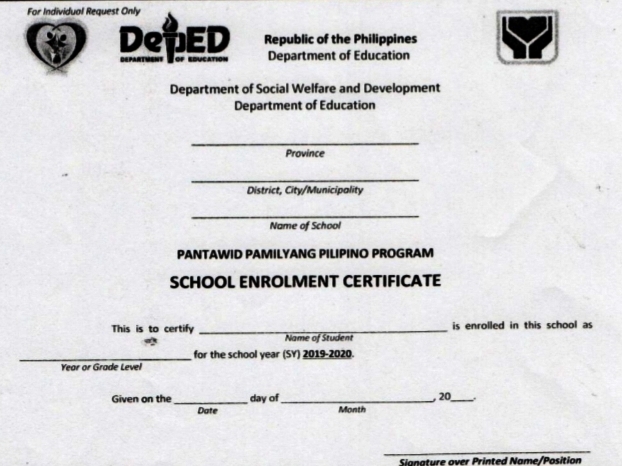 For Individual Request Only
DepED
DEPARTMENT OF EDUCATION
Republic of the Philippines
Department of Education
Department of Social Welfare and Development
Department of Education
Province
District, City/Municipality
Name of School
PANTAWID PAMILYANG PILIPINO PROGRAM
SCHOOL ENROLMENT CERTIFICATE
This is to certify ______________________ is enrolled in this school as
Name of Student
______________ for the school year (SY) 2019-2020.
Year or Grade Level
Given on the __________ day of ____________________, 20___.
Date Month
Signature over Printed Name/Position